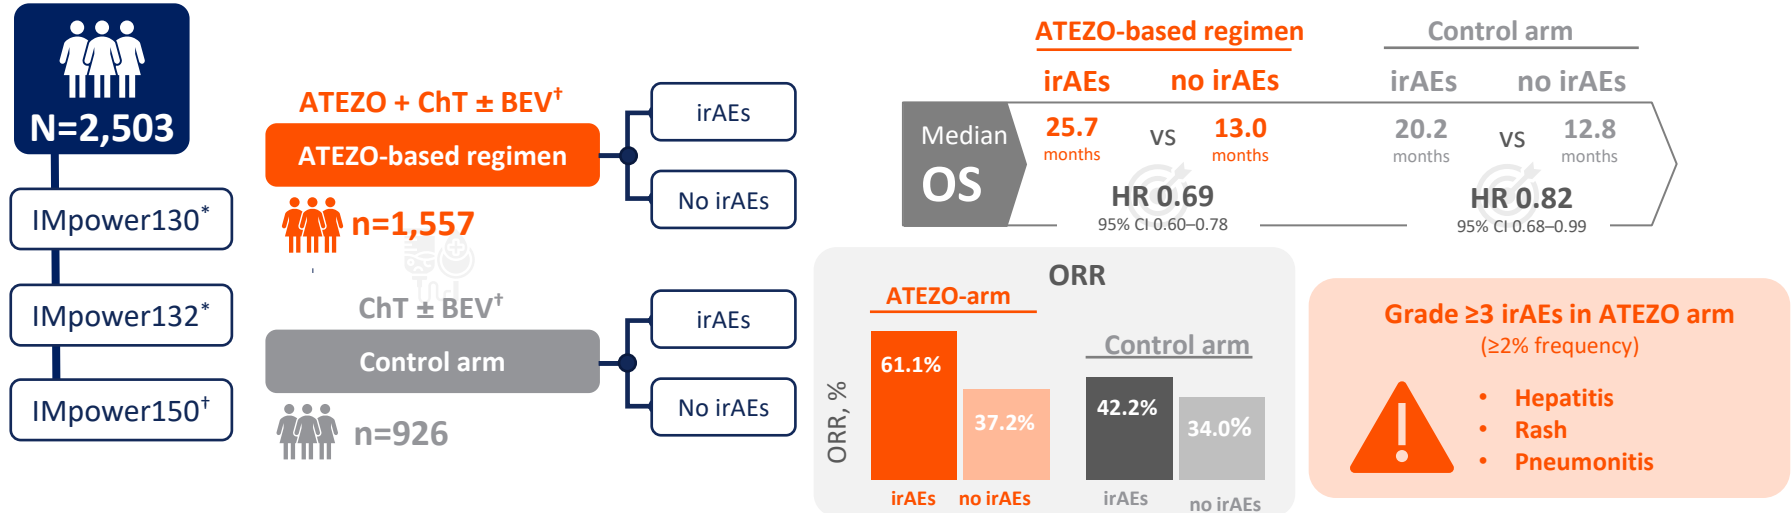 N=2,503
IMpower130*
IMpower132*
IMpower150†
ATEZO + ChT ± BEV†
ATEZO-based regimen
n=1,557
irAEs
No irAEs
ChT ± BEV†
Control arm
n=926
irAEs
No irAEs
ATEZO-based regimen
Control arm
irAEs
no irAEs
irAEs
no irAEs
Median
OS
25.7
months
vs
13.0
months
20.2
months
vs
12.8
months
HR 0.69
95% CI 0.60–0.78
HR 0.82
95% CI 0.68–0.99
ORR
ATEZO-arm
Control arm
ORR, %
61.1%
37.2%
42.2%
34.0%
irAEs
no irAEs
irAEs
no irAEs
Grade ≥3 irAEs in ATEZO arm
(≥2% frequency)
• Hepatitis
• Rash
• Pneumonitis